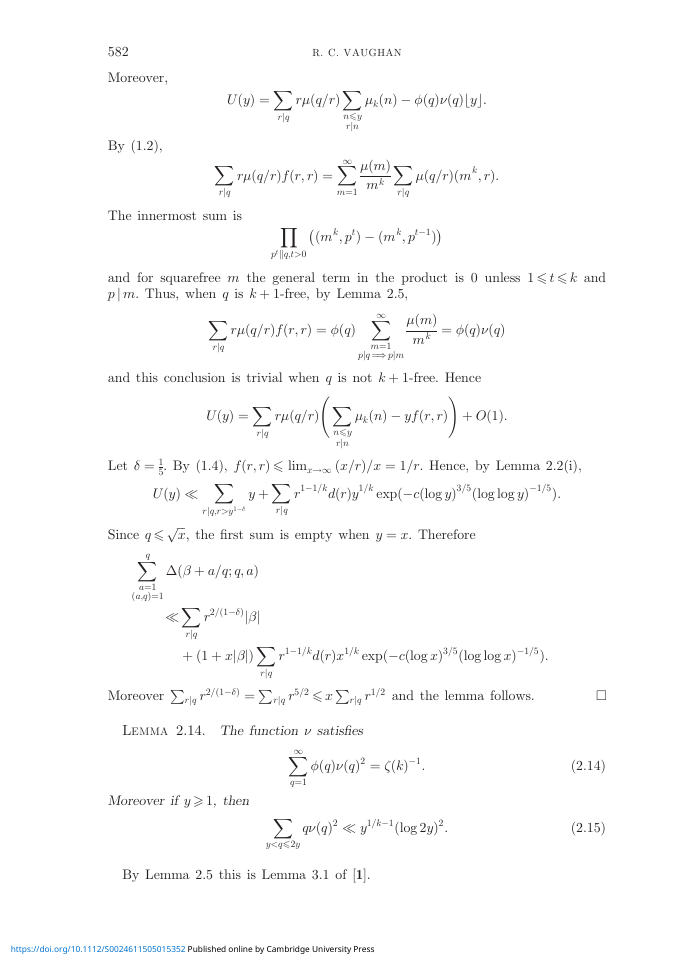 582 R. C. VAUGHAN
Moreover,
U(y) = ∑_{r|q} rμ(q/r) ∑_{n⩽y, r|n} μ_k(n) − ϕ(q)ν(q)⌊y⌋.
By (1.2),
∑_{r|q} rμ(q/r)f(r, r) = ∑_{m=1}^{∞} μ(m)/m^k ∑_{r|q} μ(q/r)(m^k, r).
The innermost sum is
∏_{p^t∥q,t>0} ((m^k, p^t) − (m^k, p^{t−1}))
and for squarefree m the general term in the product is 0 unless 1 ⩽ t ⩽ k and
p | m. Thus, when q is k + 1-free, by Lemma 2.5,
∑_{r|q} rμ(q/r)f(r, r) = ϕ(q) ∑_{m=1, p|q⟹p|m}^{∞} μ(m)/m^k = ϕ(q)ν(q)
and this conclusion is trivial when q is not k + 1-free. Hence
U(y) = ∑_{r|q} rμ(q/r) ( ∑_{n⩽y, r|n} μ_k(n) − yf(r, r) ) + O(1).
Let δ = 1/5. By (1.4), f(r, r) ⩽ lim_{x→∞} (x/r)/x = 1/r. Hence, by Lemma 2.2(i),
U(y) ≪ ∑_{r|q,r>y^{1−δ}} y + ∑_{r|q} r^{1−1/k}d(r)y^{1/k} exp(−c(log y)^{3/5}(log log y)^{−1/5}).
Since q ⩽ √x, the first sum is empty when y = x. Therefore
∑_{a=1, (a,q)=1}^{q} Δ(β + a/q; q, a)
≪ ∑_{r|q} r^{2/(1−δ)}|β|
+ (1 + x|β|) ∑_{r|q} r^{1−1/k}d(r)x^{1/k} exp(−c(log x)^{3/5}(log log x)^{−1/5}).
Moreover ∑_{r|q} r^{2/(1−δ)} = ∑_{r|q} r^{5/2} ⩽ x ∑_{r|q} r^{1/2} and the lemma follows. □
LEMMA 2.14. The function ν satisfies
∑_{q=1}^{∞} ϕ(q)ν(q)^2 = ζ(k)^{−1}. (2.14)
Moreover if y ⩾ 1, then
∑_{y<q⩽2y} qν(q)^2 ≪ y^{1/k−1}(log 2y)^2. (2.15)
By Lemma 2.5 this is Lemma 3.1 of [1].
https://doi.org/10.1112/S0024611505015352 Published online by Cambridge University Press